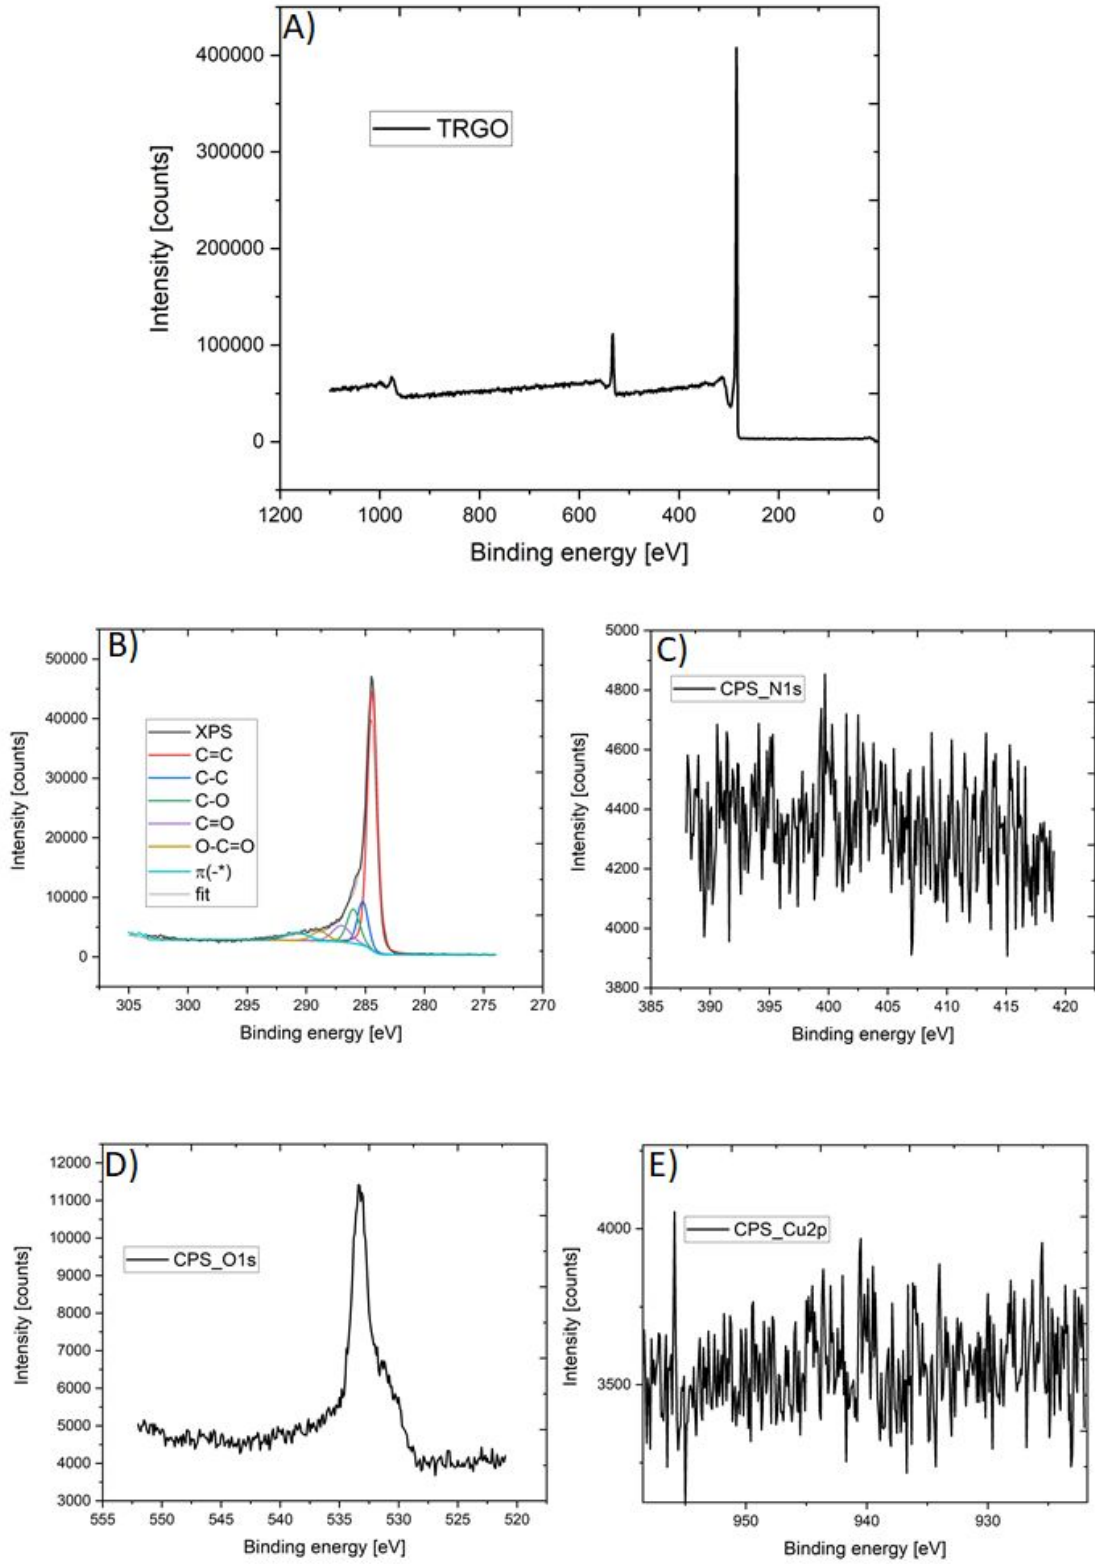 A)
TRGO
Intensity [counts]
400000
300000
200000
100000
0
1200 1000 800 600 400 200 0
Binding energy [eV]
B)
XPS
C=C
C-C
C-O
C=O
O-C=O
π(-*)
fit
Intensity [counts]
50000
40000
30000
20000
10000
0
305 300 295 290 285 280 275 270
Binding energy [eV]
C)
CPS_N1s
Intensity [counts]
5000
4800
4600
4400
4200
4000
3800
385 390 395 400 405 410 415 420
Binding energy [eV]
D)
CPS_O1s
Intensity [counts]
12000
11000
10000
9000
8000
7000
6000
5000
4000
3000
555 550 545 540 535 530 525 520
Binding energy [eV]
E)
CPS_Cu2p
Intensity [counts]
4000
3500
950 940 930
Binding energy [eV]